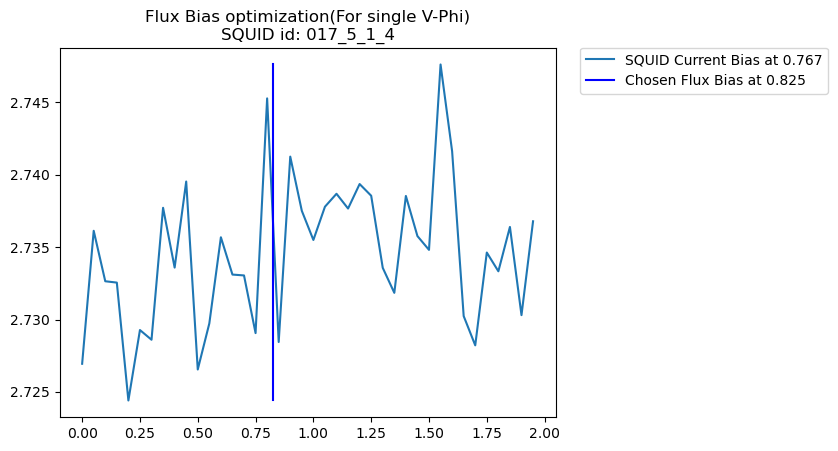 Flux Bias optimization(For single V-Phi)
SQUID id: 017_5_1_4
SQUID Current Bias at 0.767
Chosen Flux Bias at 0.825
2.745
2.740
2.735
2.730
2.725
0.00 0.25 0.50 0.75 1.00 1.25 1.50 1.75 2.00